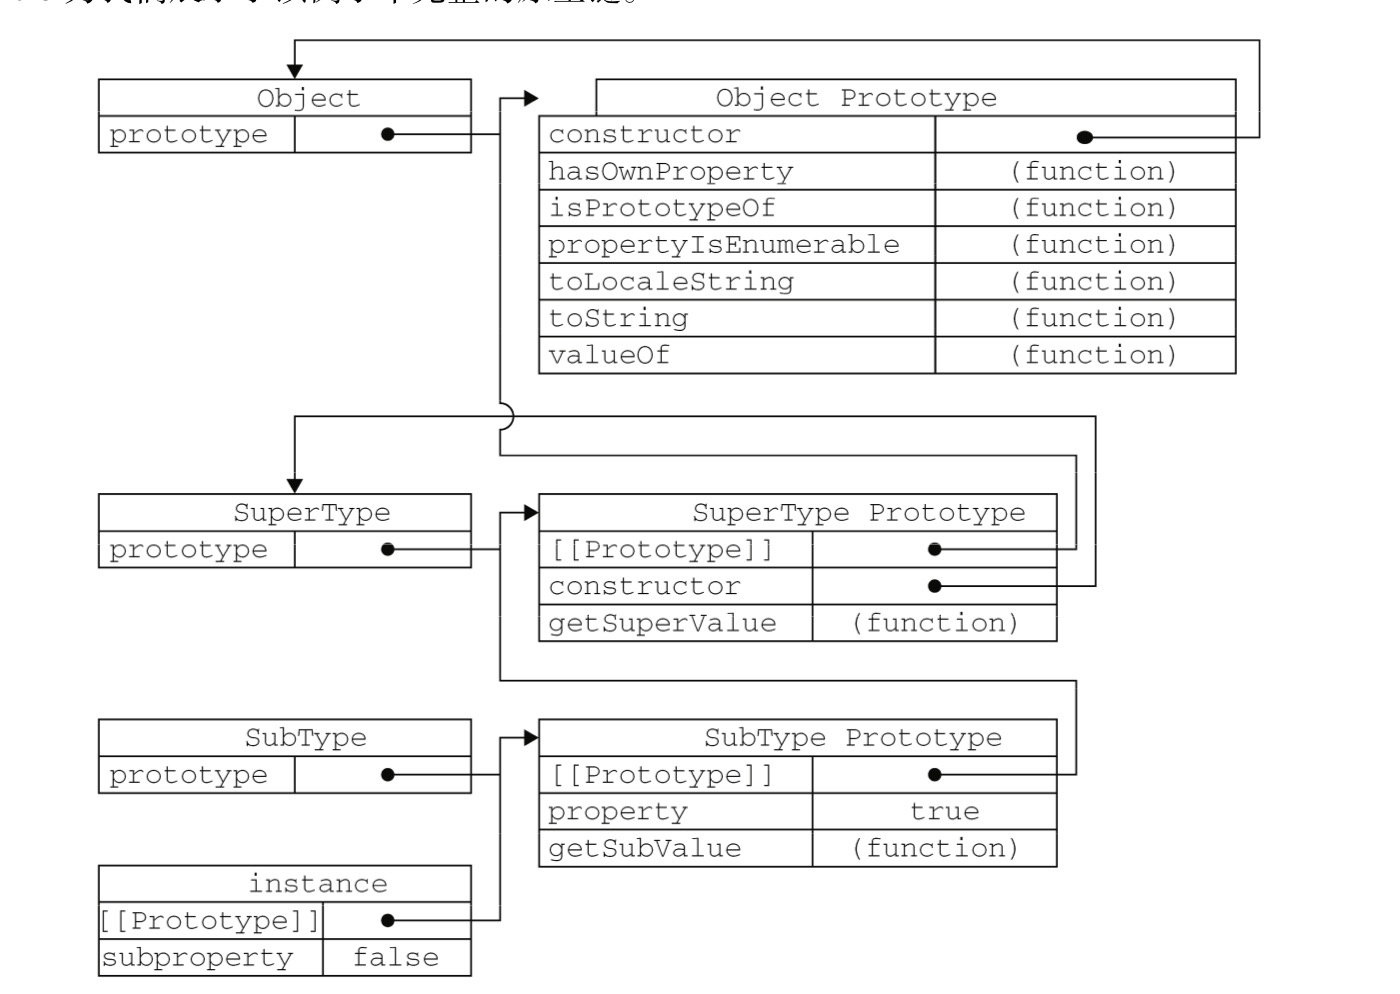 Object
prototype
Object Prototype
constructor
hasOwnProperty (function)
isPrototypeOf (function)
propertyIsEnumerable (function)
toLocaleString (function)
toString (function)
valueOf (function)
SuperType
prototype
SuperType Prototype
[[Prototype]]
constructor
getSuperValue (function)
SubType
prototype
SubType Prototype
[[Prototype]]
property true
getSubValue (function)
instance
[[Prototype]]
subproperty false